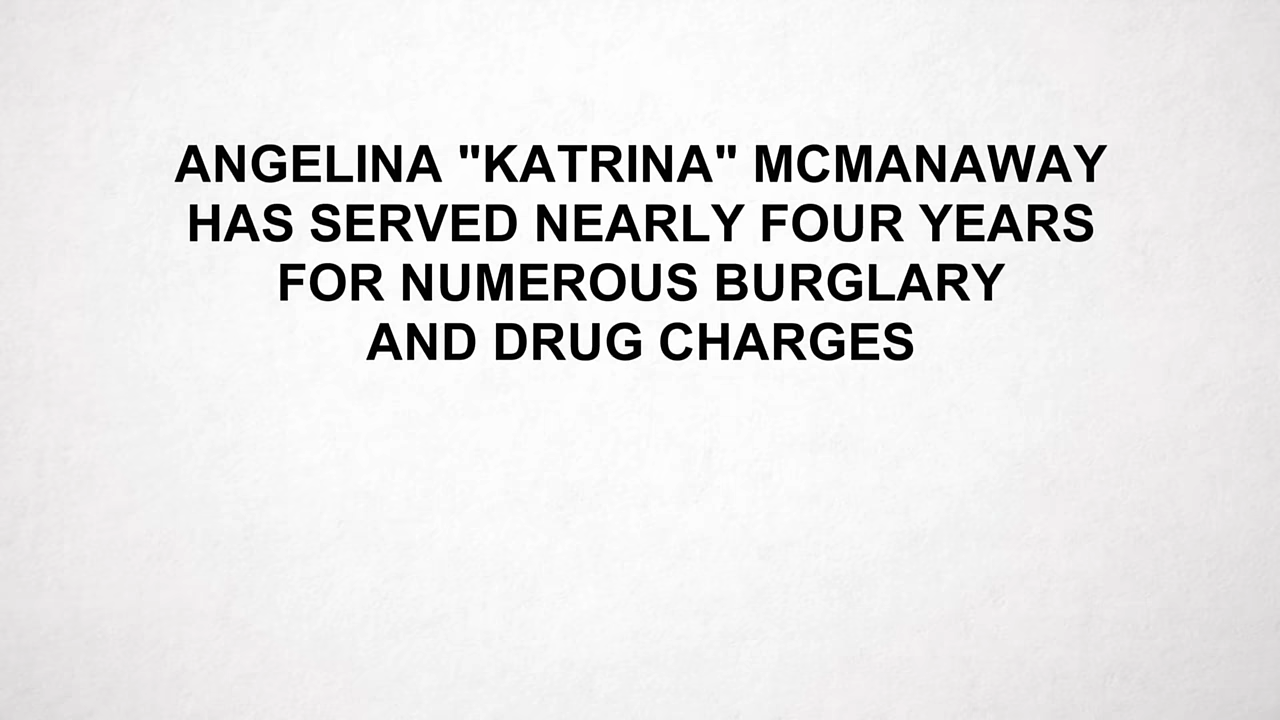 ANGELINA "KATRINA" MCMANAWAY
HAS SERVED NEARLY FOUR YEARS
FOR NUMEROUS BURGLARY
AND DRUG CHARGES